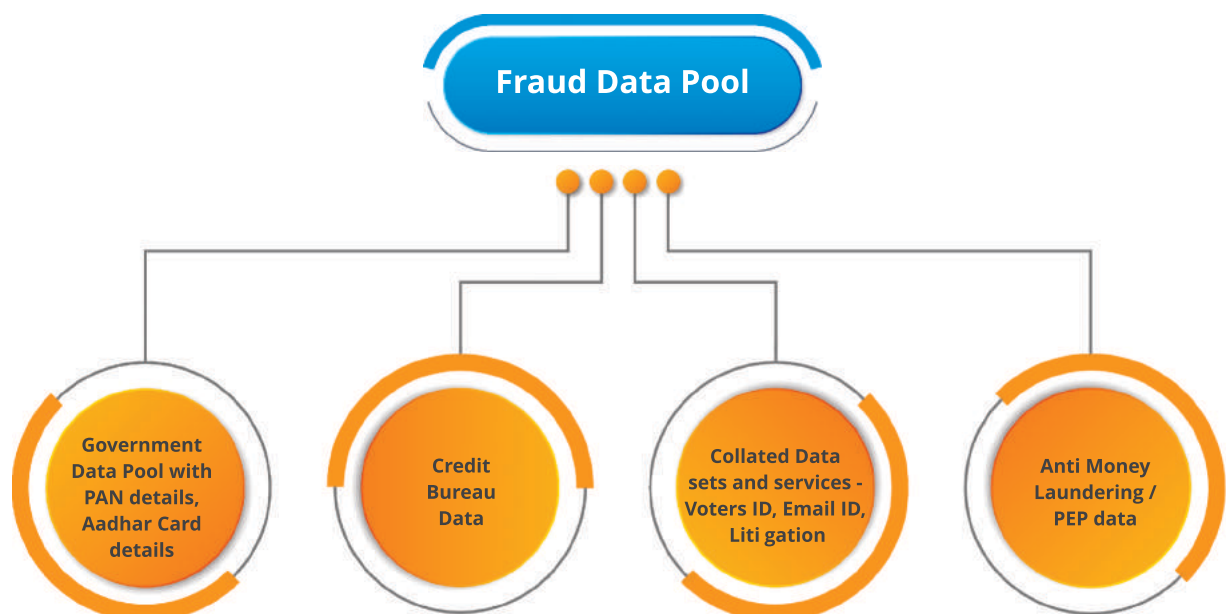 Fraud Data Pool
Government
Data Pool with
PAN details,
Aadhar Card
details
Credit
Bureau
Data
Collated Data
sets and services -
Voters ID, Email ID,
Liti gation
Anti Money
Laundering /
PEP data